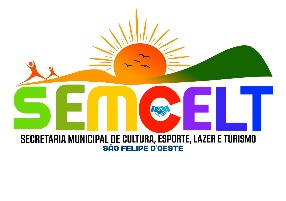 SEMCELT
SECRETARIA MUNICIPAL DE CULTURA, ESPORTE, LAZER E TURISMO
SÃO FELIPE D'OESTE